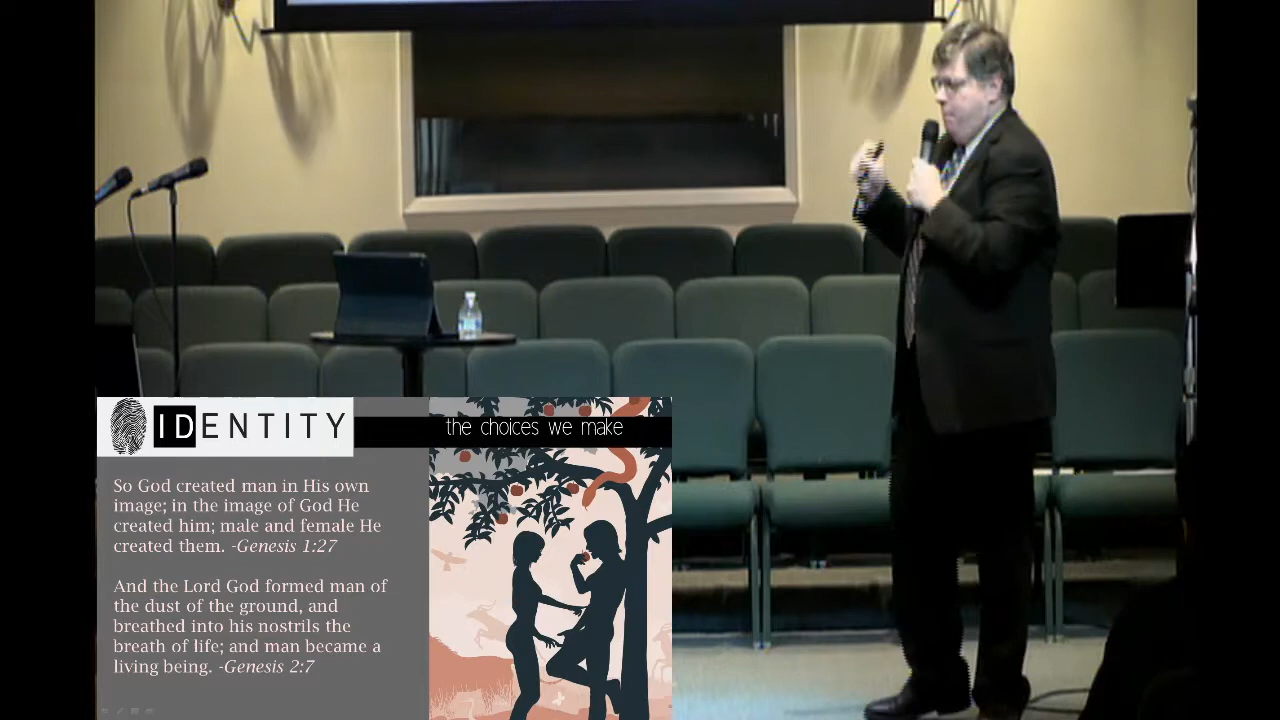 IDENTITY
the choices we make
So God created man in His own
image; in the image of God He
created him; male and female He
created them. -Genesis 1:27
And the Lord God formed man of
the dust of the ground, and
breathed into his nostrils the
breath of life; and man became a
living being. -Genesis 2:7